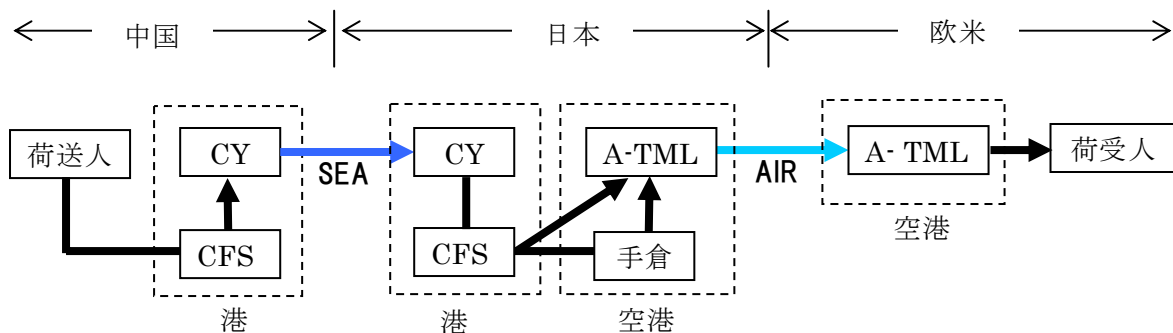 中国
日本
欧米
荷送人
CY
CFS
港
SEA
CY
CFS
港
A-TML
手倉
空港
AIR
A- TML
空港
荷受人